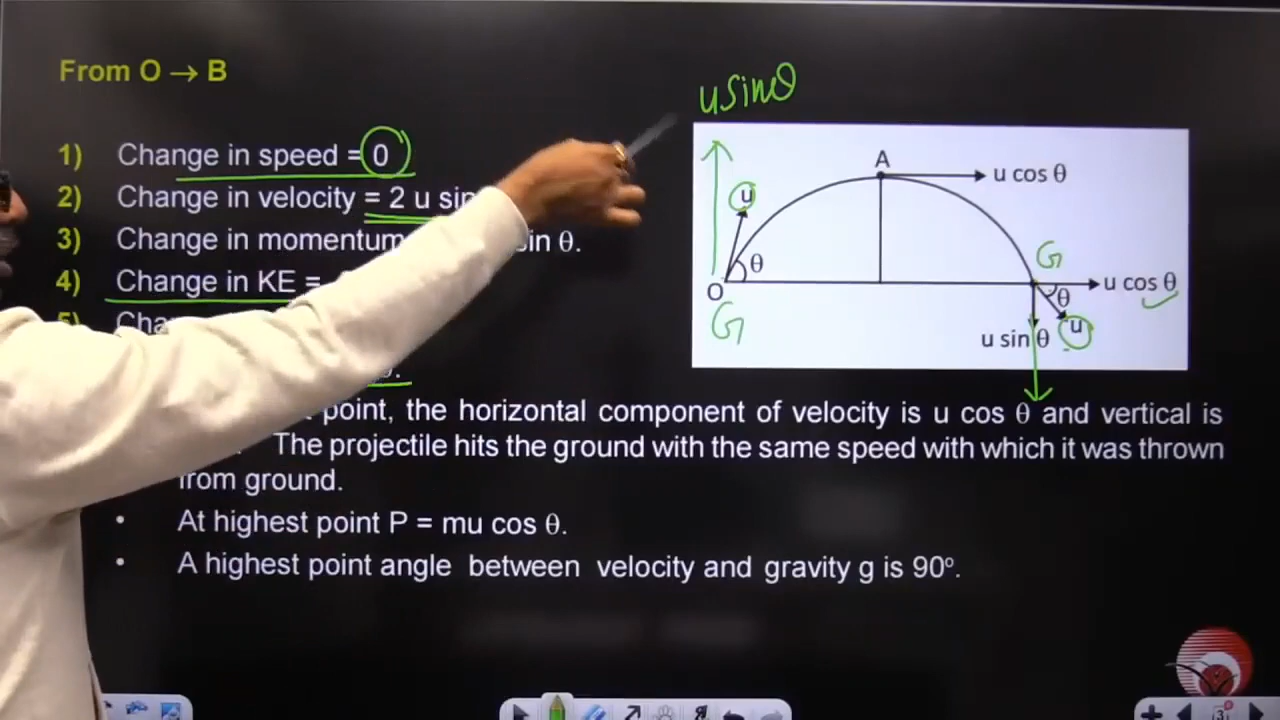 From O → B
1) Change in speed = 0
2) Change in velocity = 2 u sin
3) Change in momentum sin θ.
4) Change in KE =
5)
θ.
point, the horizontal component of velocity is u cos θ and vertical is
The projectile hits the ground with the same speed with which it was thrown
from ground.
• At highest point P = mu cos θ.
• A highest point angle between velocity and gravity g is 90°.
u sinθ
A
u cos θ
u
θ
O
G
G
u cos θ
θ
u sin θ
u